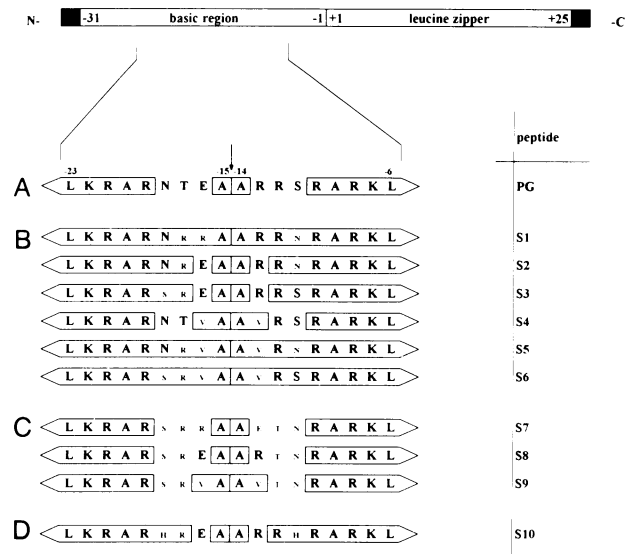 N- -31 basic region -1 +1 leucine zipper +25 -C
peptide
-23 -15 -14 -6
A L K R A R N T E A A R R S R A R K L PG
B L K R A R N R R A A R R N R A R K L S1
L K R A R N R E A A R R N R A R K L S2
L K R A R S R E A A R R S R A R K L S3
L K R A R N T V A A V R S R A R K L S4
L K R A R N R V A A V R N R A R K L S5
L K R A R S R V A A V R S R A R K L S6
C L K R A R S R R A A E T N R A R K L S7
L K R A R S R E A A R T N R A R K L S8
L K R A R S R V A A V T N R A R K L S9
D L K R A R H R E A A R R H R A R K L S10